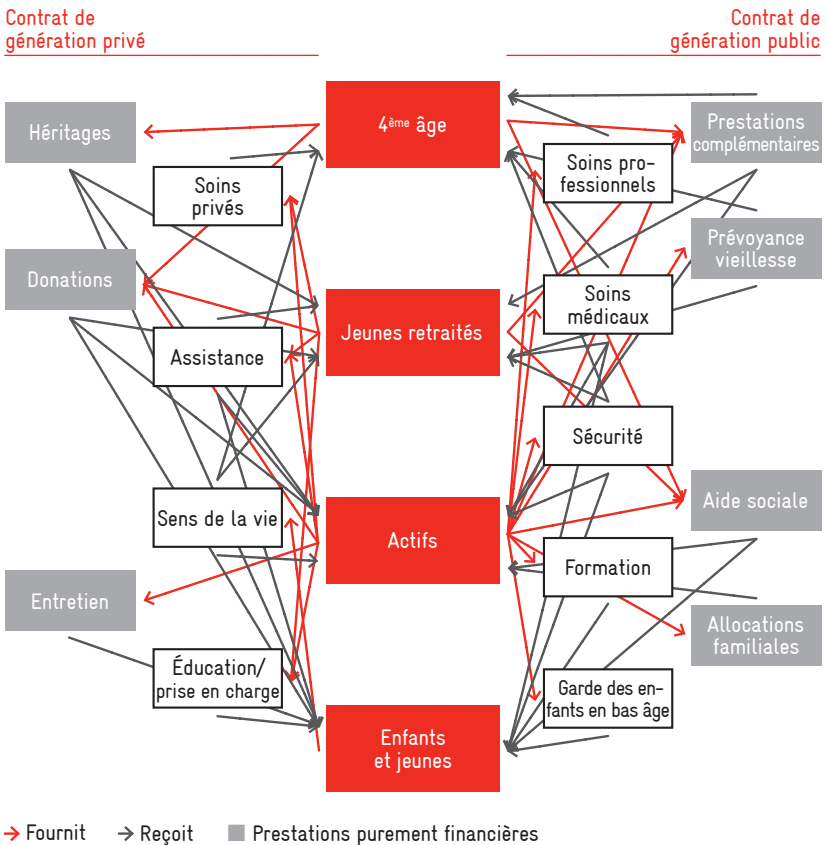 Contrat de
génération privé
Contrat de
génération public
4ème âge
Héritages
Prestations
complémentaires
Soins
privés
Soins pro-
fessionnels
Prévoyance
vieillesse
Donations
Soins
médicaux
Jeunes retraités
Assistance
Sécurité
Sens de la vie
Aide sociale
Actifs
Formation
Entretien
Allocations
familiales
Éducation/
prise en charge
Garde des en-
fants en bas âge
Enfants
et jeunes
Fournit
Reçoit
Prestations purement financières